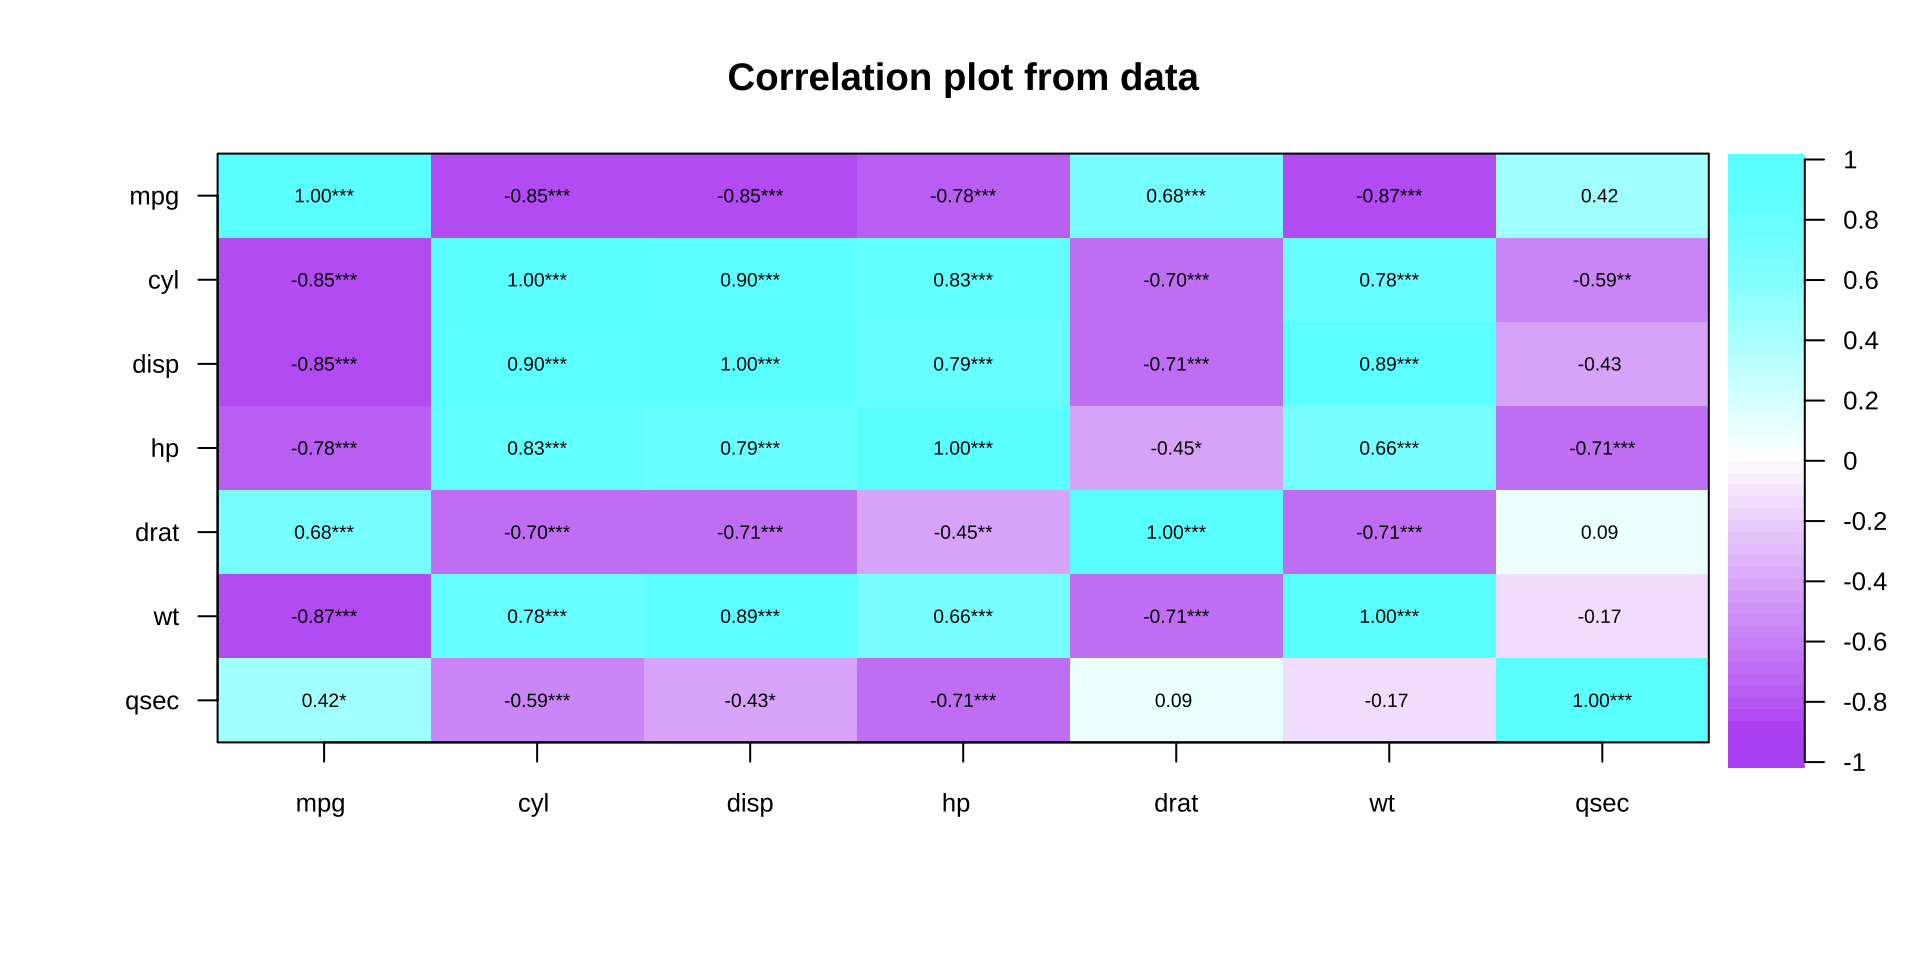 Correlation plot from data
mpg 1.00*** -0.85*** -0.85*** -0.78*** 0.68*** -0.87*** 0.42
cyl -0.85*** 1.00*** 0.90*** 0.83*** -0.70*** 0.78*** -0.59**
disp -0.85*** 0.90*** 1.00*** 0.79*** -0.71*** 0.89*** -0.43
hp -0.78*** 0.83*** 0.79*** 1.00*** -0.45* 0.66*** -0.71***
drat 0.68*** -0.70*** -0.71*** -0.45** 1.00*** -0.71*** 0.09
wt -0.87*** 0.78*** 0.89*** 0.66*** -0.71*** 1.00*** -0.17
qsec 0.42* -0.59*** -0.43* -0.71*** 0.09 -0.17 1.00***
mpg cyl disp hp drat wt qsec
1
0.8
0.6
0.4
0.2
0
-0.2
-0.4
-0.6
-0.8
-1